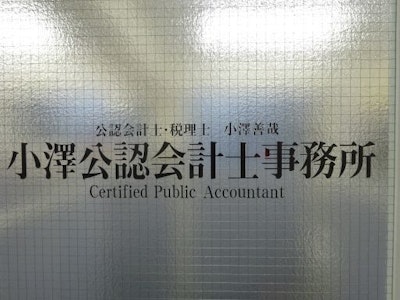 公認会計士・税理士　小澤善哉
小澤公認会計士事務所
Certified Public Accountant